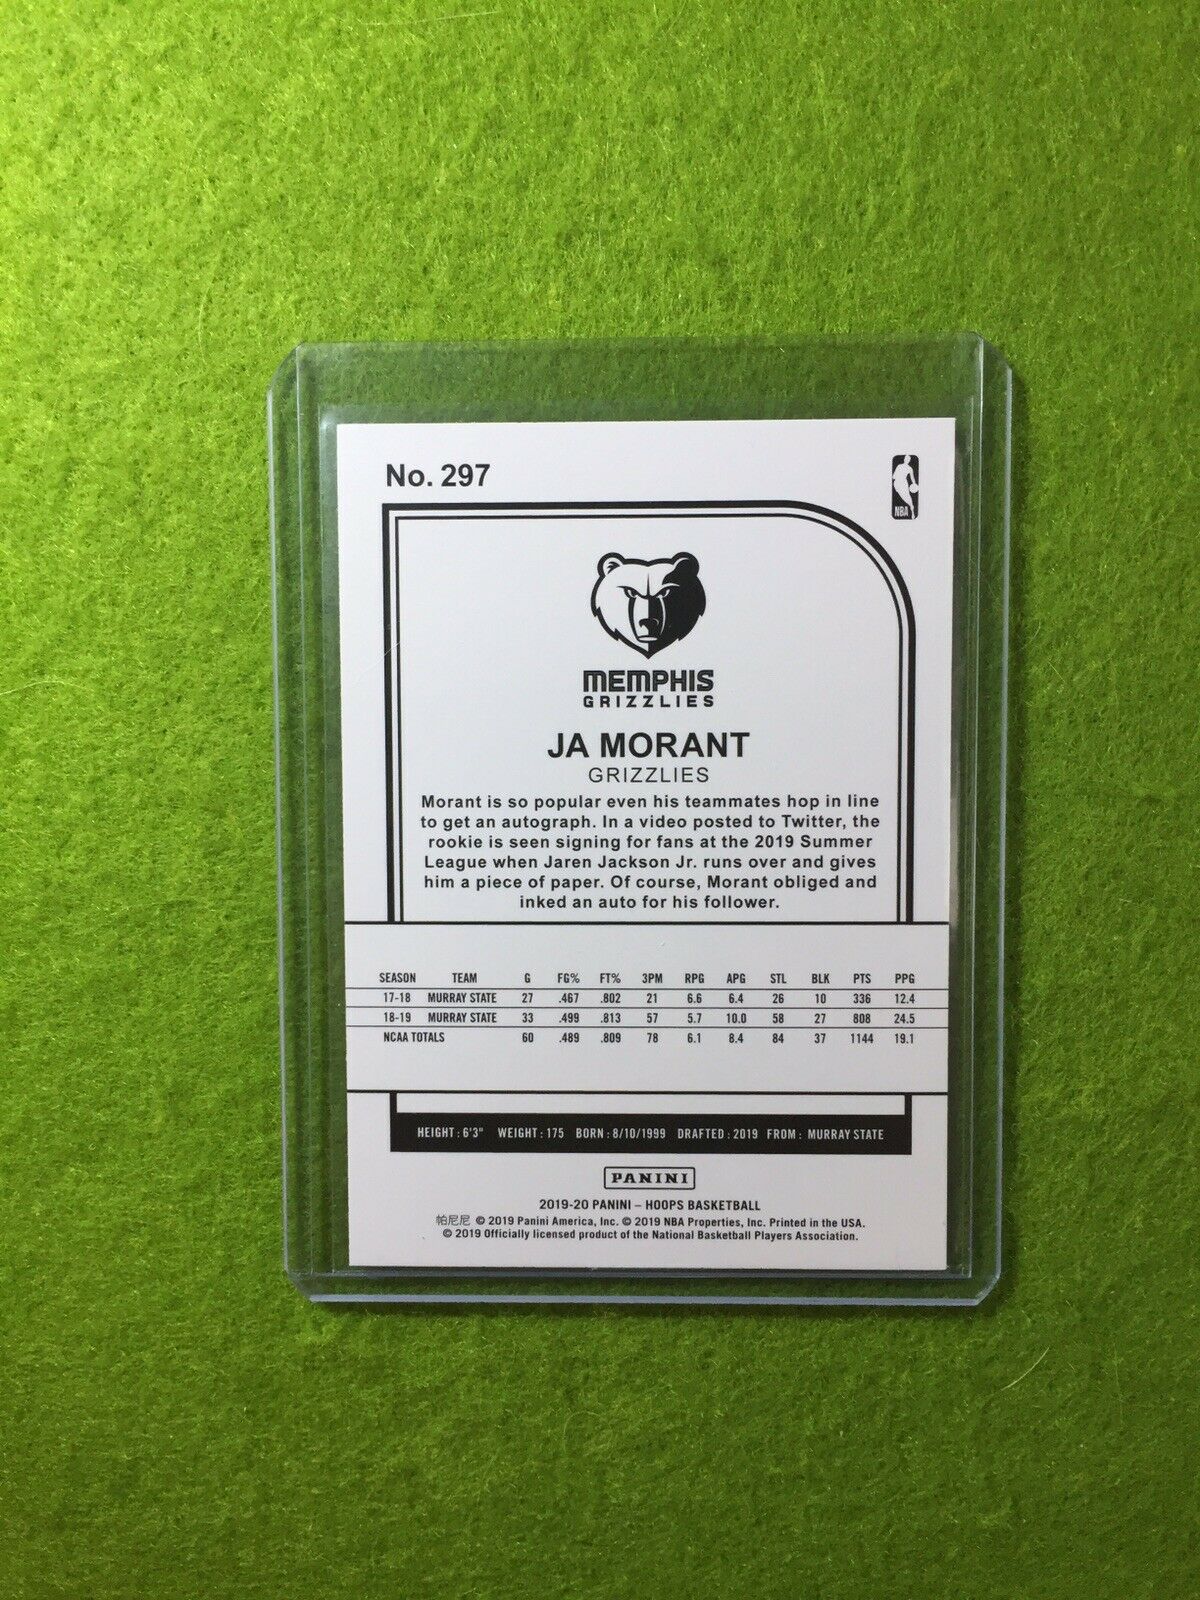 No. 297
NBA
MEMPHIS
GRIZZLIES
JA MORANT
GRIZZLIES
Morant is so popular even his teammates hop in line
to get an autograph. In a video posted to Twitter, the
rookie is seen signing for fans at the 2019 Summer
League when Jaren Jackson Jr. runs over and gives
him a piece of paper. Of course, Morant obliged and
inked an auto for his follower.
SEASON TEAM G FG% FT% 3PM RPG APG STL BLK PTS PPG
17-18 MURRAY STATE 27 .467 .802 21 6.6 6.4 26 10 336 12.4
18-19 MURRAY STATE 33 .499 .813 57 5.7 10.0 58 27 808 24.5
NCAA TOTALS 60 .489 .809 78 6.1 8.4 84 37 1144 19.1
HEIGHT : 6'3" WEIGHT : 175 BORN : 8/10/1999 DRAFTED : 2019 FROM : MURRAY STATE
PANINI
2019-20 PANINI – HOOPS BASKETBALL
帕尼尼 © 2019 Panini America, Inc. © 2019 NBA Properties, Inc. Printed in the USA.
© 2019 Officially licensed product of the National Basketball Players Association.